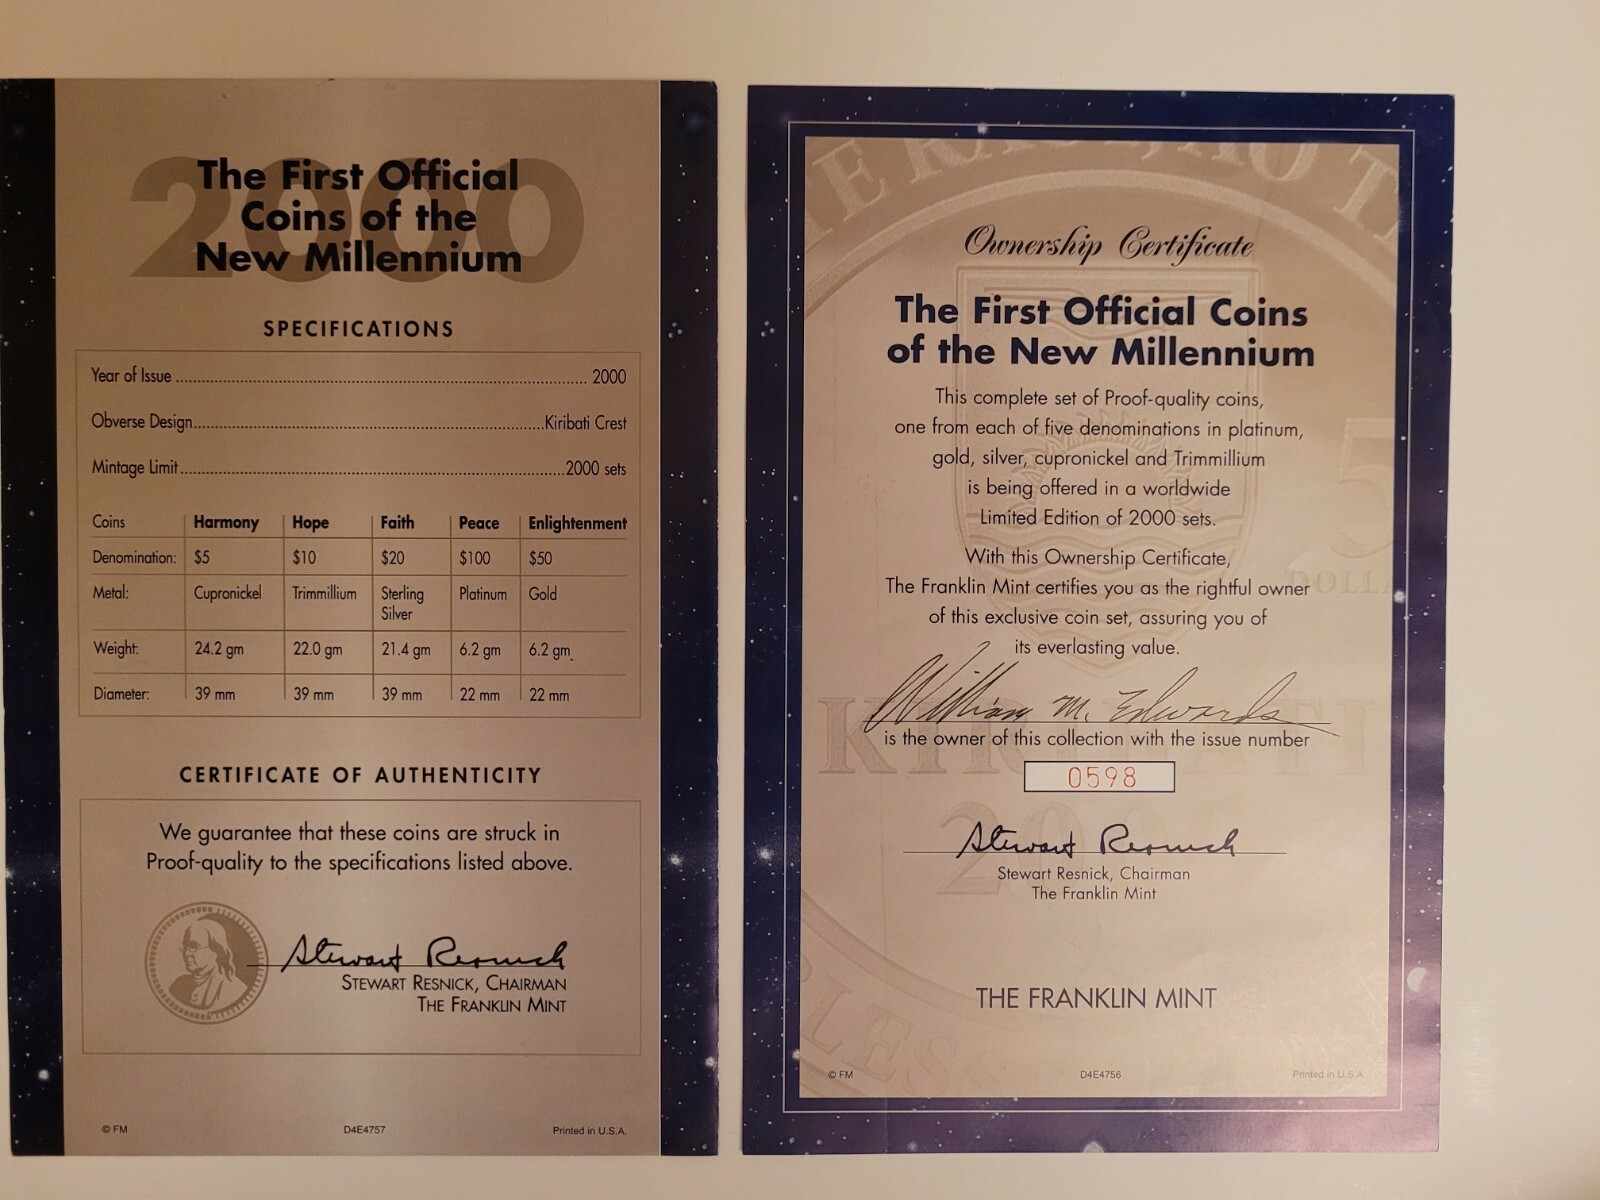 2000
The First Official
Coins of the
New Millennium
SPECIFICATIONS
Year of Issue ........ 2000
Obverse Design........Kiribati Crest
Mintage Limit........2000 sets
Coins Harmony Hope Faith Peace Enlightenment
Denomination: $5 $10 $20 $100 $50
Metal: Cupronickel Trimmillium Sterling Silver Platinum Gold
Weight: 24.2 gm 22.0 gm 21.4 gm 6.2 gm 6.2 gm
Diameter: 39 mm 39 mm 39 mm 22 mm 22 mm
CERTIFICATE OF AUTHENTICITY
We guarantee that these coins are struck in
Proof-quality to the specifications listed above.
Stewart Resnick
STEWART RESNICK, CHAIRMAN
THE FRANKLIN MINT
© FM D4E4757 Printed in U.S.A.
Ownership Certificate
The First Official Coins
of the New Millennium
This complete set of Proof-quality coins,
one from each of five denominations in platinum,
gold, silver, cupronickel and Trimmillium
is being offered in a worldwide
Limited Edition of 2000 sets.
With this Ownership Certificate,
The Franklin Mint certifies you as the rightful owner
of this exclusive coin set, assuring you of
its everlasting value.
William M. Edwards
is the owner of this collection with the issue number
0598
Stewart Resnick
Stewart Resnick, Chairman
The Franklin Mint
THE FRANKLIN MINT
© FM D4E4756 Printed in U.S.A.
KIRIBATI